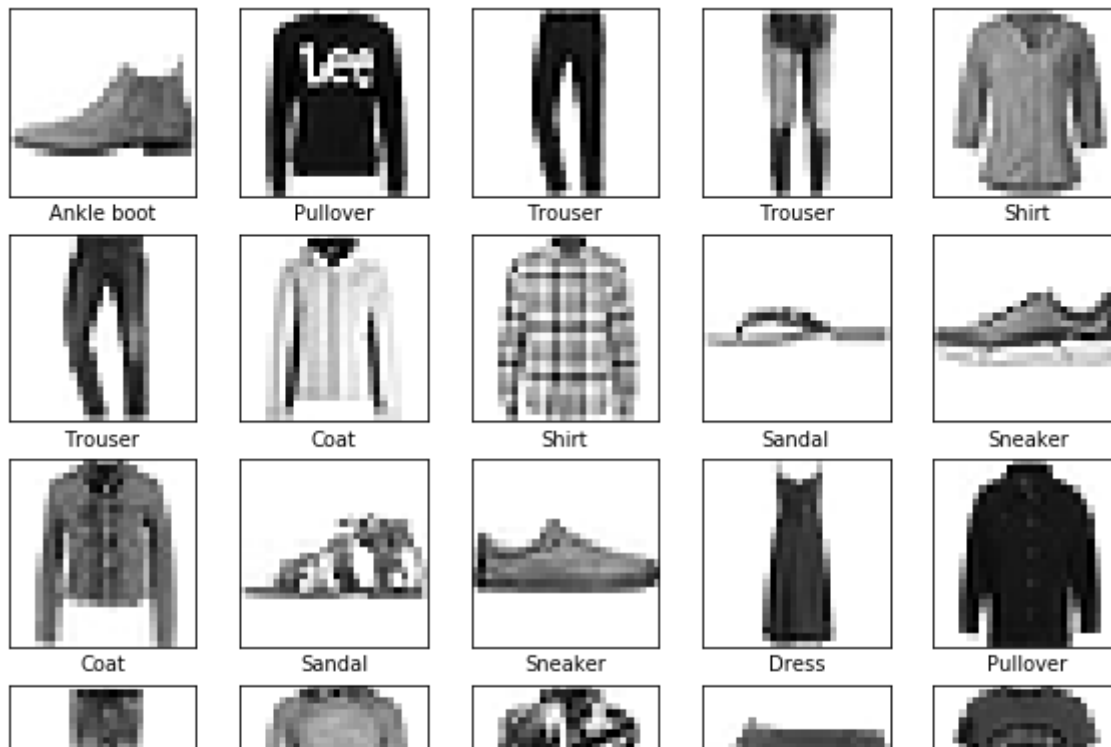 Lee
Ankle boot Pullover Trouser Trouser Shirt
Trouser Coat Shirt Sandal Sneaker
Coat Sandal Sneaker Dress Pullover